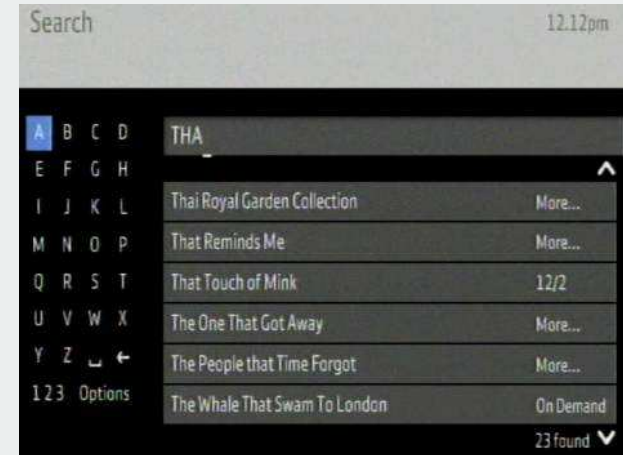 Search 12.12pm
A B C D
THA
E F G H
I J K L
M N O P
Q R S T
U V W X
Y Z ␣ ←
123 Options
Thai Royal Garden Collection More...
That Reminds Me More...
That Touch of Mink 12/2
The One That Got Away More...
The People that Time Forgot More...
The Whale That Swam To London On Demand
23 found